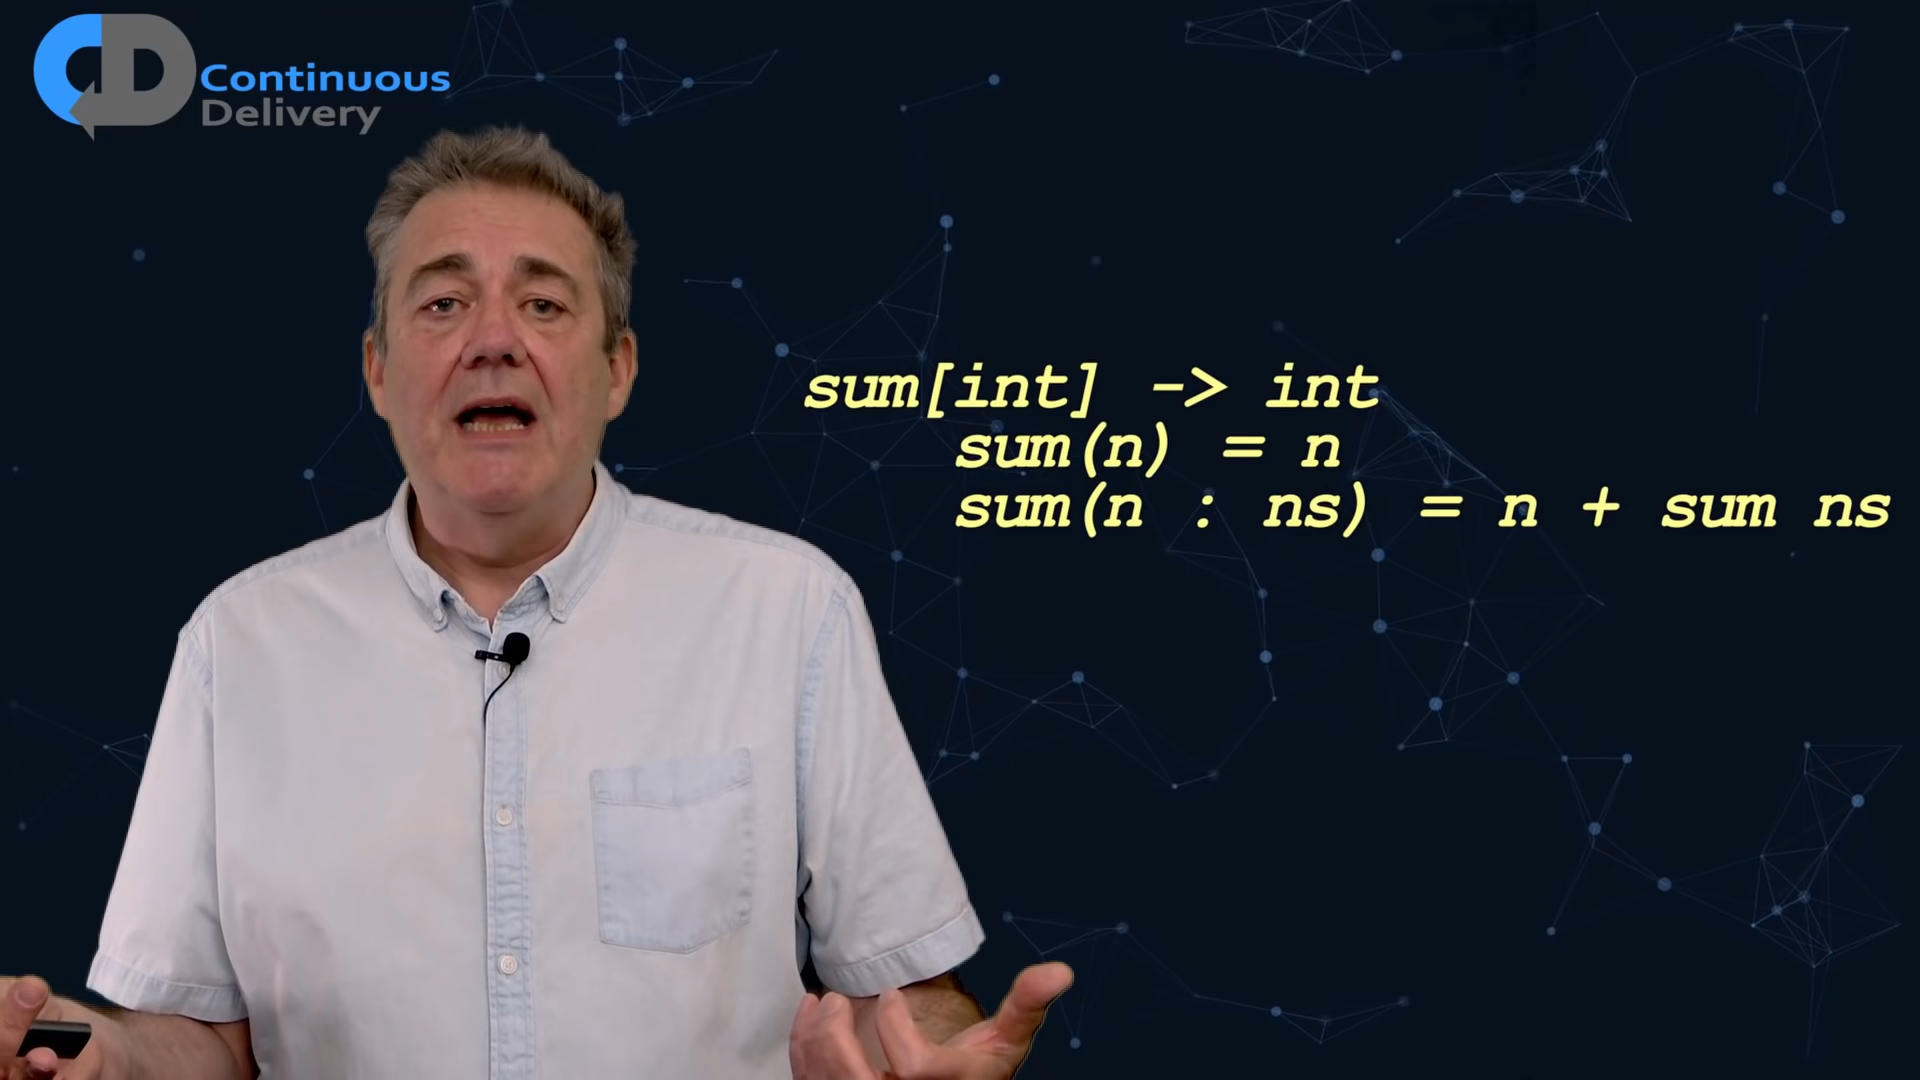 Continuous
Delivery
sum[int] -> int
sum(n) = n
sum(n : ns) = n + sum ns